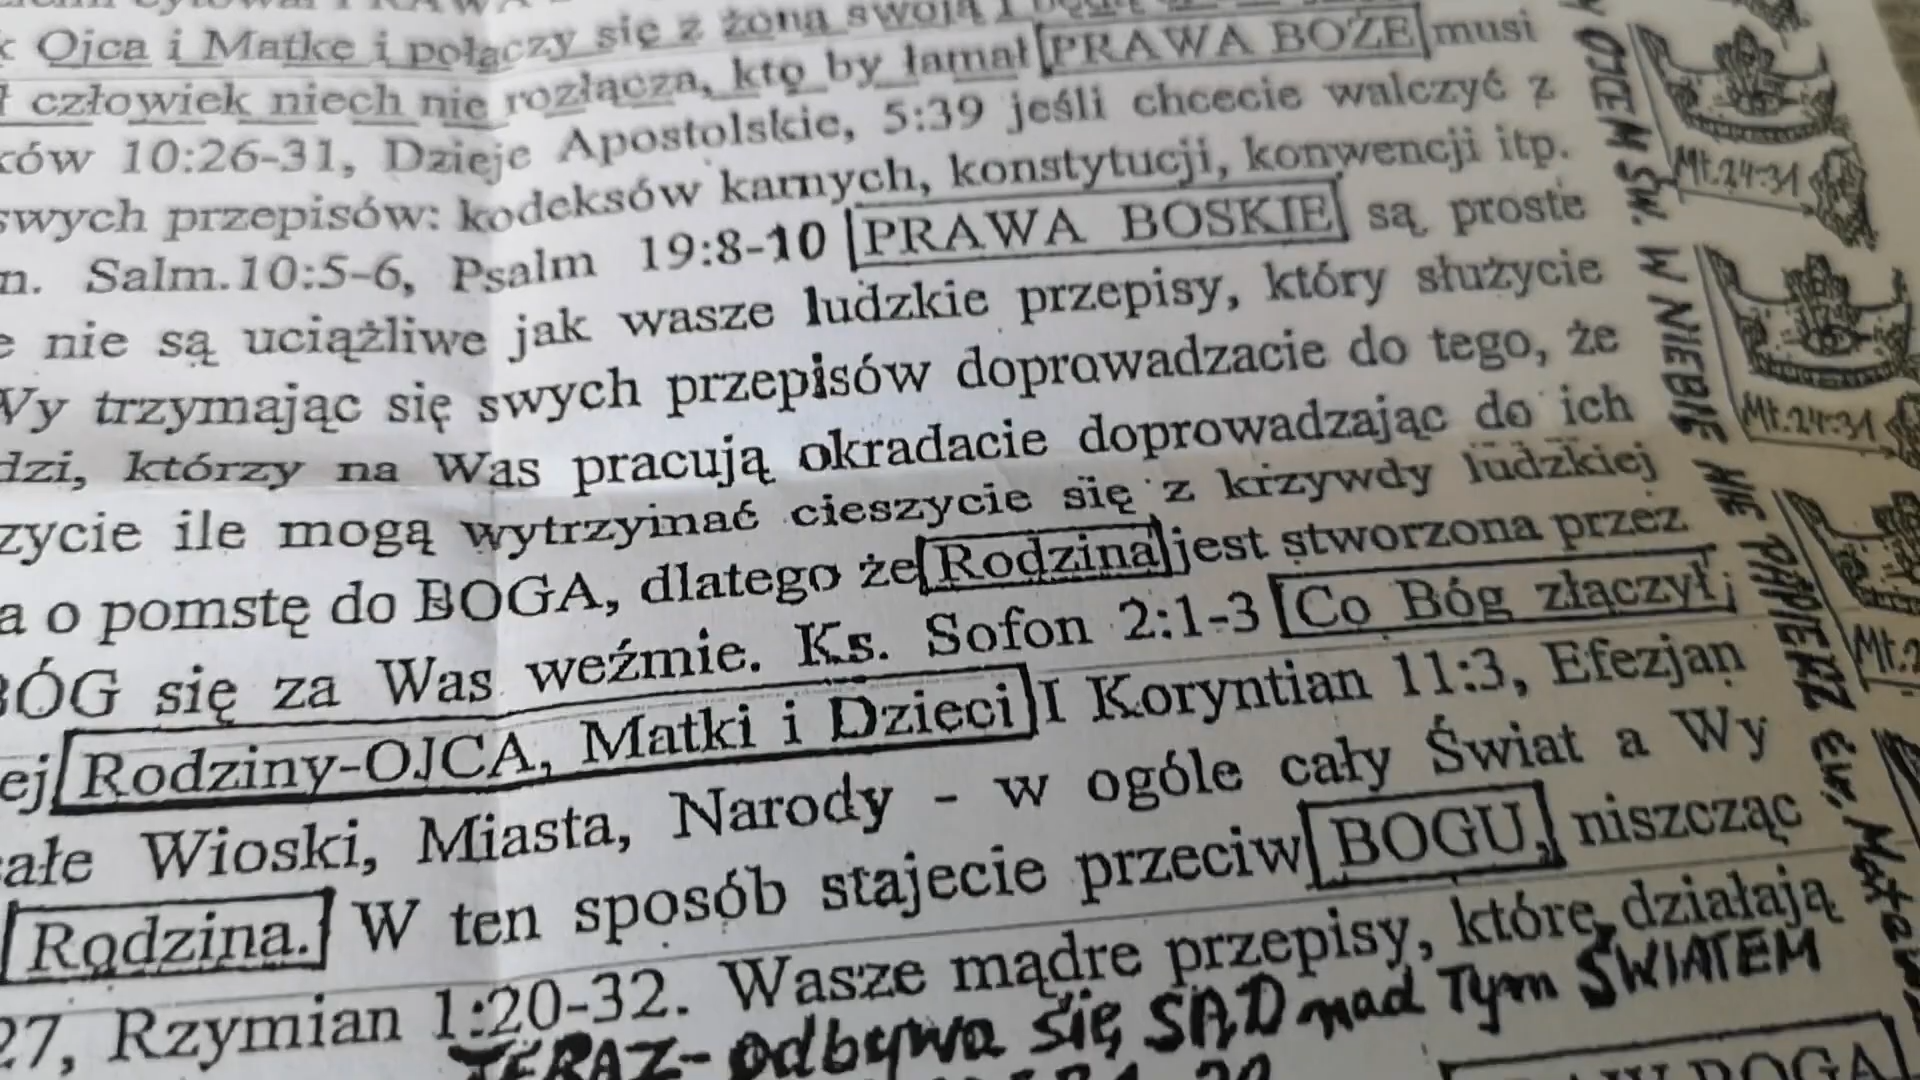 Ojca i Matkę i połączy się z żoną swoją i
człowiek niech nie rozłącza, kto by łamał PRAWA BOŻE musi
ków 10:26-31, Dzieje Apostolskie, 5:39 jeśli chcecie walczyć z
swych przepisów: kodeksów karnych, konstytucji, konwencji itp.
n. Salm.10:5-6, Psalm 19:8-10 PRAWA BOSKIE są proste
e nie są uciążliwe jak wasze ludzkie przepisy, który służycie
Wy trzymając się swych przepisów doprowadzacie do tego, że
dzi, którzy na Was pracują okradacie doprowadzając do ich
zycie ile mogą wytrzymać cieszycie się z krzywdy ludzkiej
a o pomstę do BOGA, dlatego że Rodzina jest stworzona przez
BÓG się za Was weźmie. Ks. Sofon 2:1-3 Co Bóg złączył,
ej Rodziny-OJCA, Matki i Dzieci I Koryntian 11:3, Efezjan
ałe Wioski, Miasta, Narody - w ogóle cały Świat a Wy
Rodzina. W ten sposób stajecie przeciw BOGU, niszcząc
27, Rzymian 1:20-32. Wasze mądre przepisy, które działają
TERAZ- odbywa się SĄD nad Tym ŚWIATEM
OJCEM ŚW. W NIEBIE NIE PAPIEŻ Ew. Mateu
Mt.24:31
Mt.24:31
Mt.2
BOGA